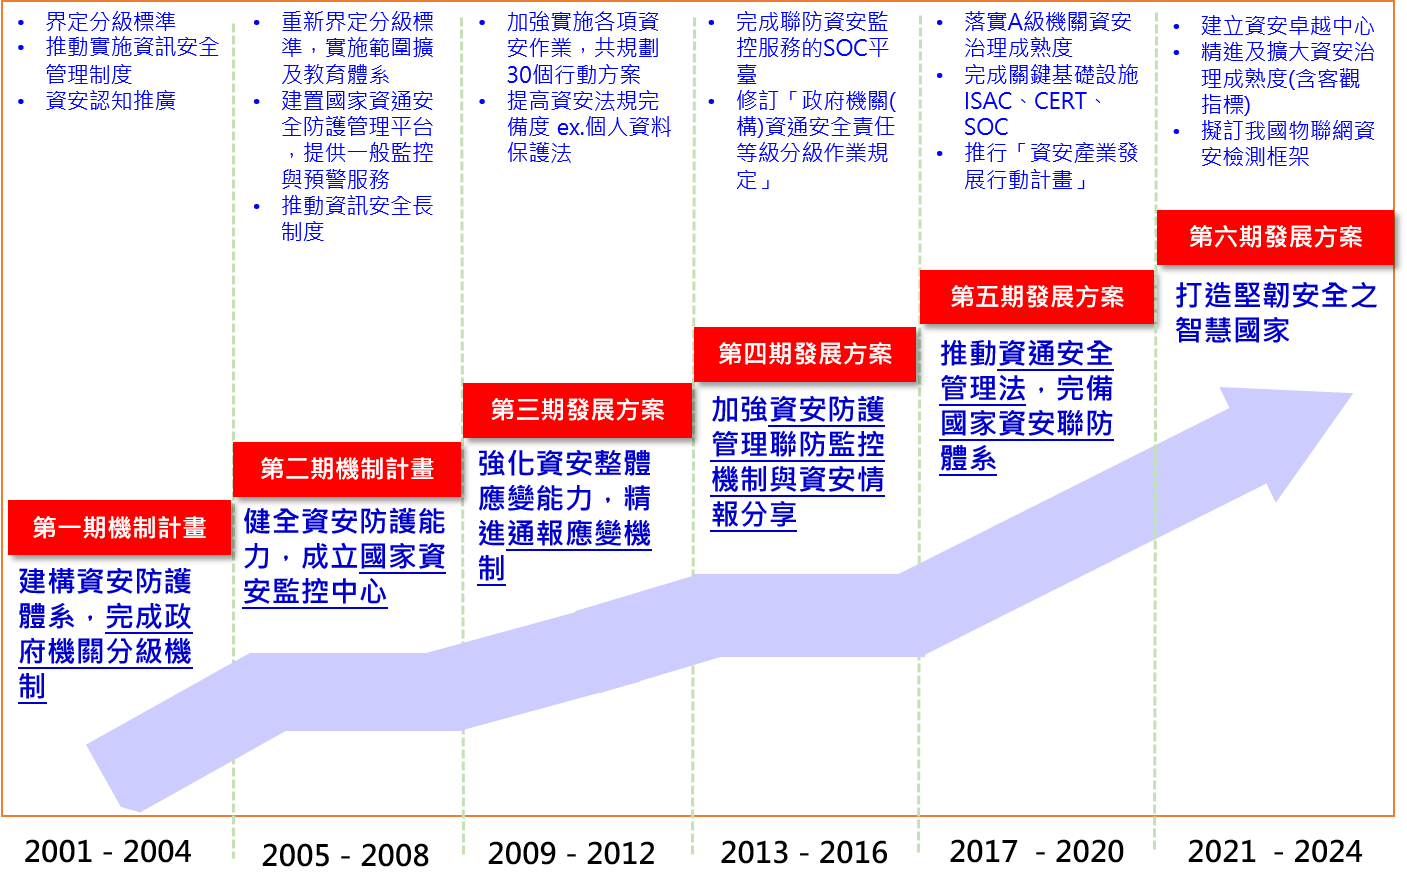 • 界定分級標準
• 推動實施資訊安全
管理制度
• 資安認知推廣
第一期機制計畫
建構資安防護
體系，完成政
府機關分級機
制
2001 - 2004
• 重新界定分級標
準，實施範圍擴
及教育體系
• 建置國家資通安
全防護管理平台
，提供一般監控
與預警服務
• 推動資訊安全長
制度
第二期機制計畫
健全資安防護能
力，成立國家資
安監控中心
2005 - 2008
• 加強實施各項資
安作業，共規劃
30個行動方案
• 提高資安法規完
備度 ex.個人資料
保護法
第三期發展方案
強化資安整體
應變能力，精
進通報應變機
制
2009 - 2012
• 完成聯防資安監
控服務的SOC平
臺
• 修訂「政府機關(
構)資通安全責任
等級分級作業規
定」
第四期發展方案
加強資安防護
管理聯防監控
機制與資安情
報分享
2013 - 2016
• 落實A級機關資安
治理成熟度
• 完成關鍵基礎設施
ISAC、CERT、
SOC
• 推行「資安產業發
展行動計畫」
第五期發展方案
推動資通安全
管理法，完備
國家資安聯防
體系
2017 - 2020
• 建立資安卓越中心
• 精進及擴大資安治
理成熟度(含客觀
指標)
• 擬訂我國物聯網資
安檢測框架
第六期發展方案
打造堅韌安全之
智慧國家
2021 - 2024